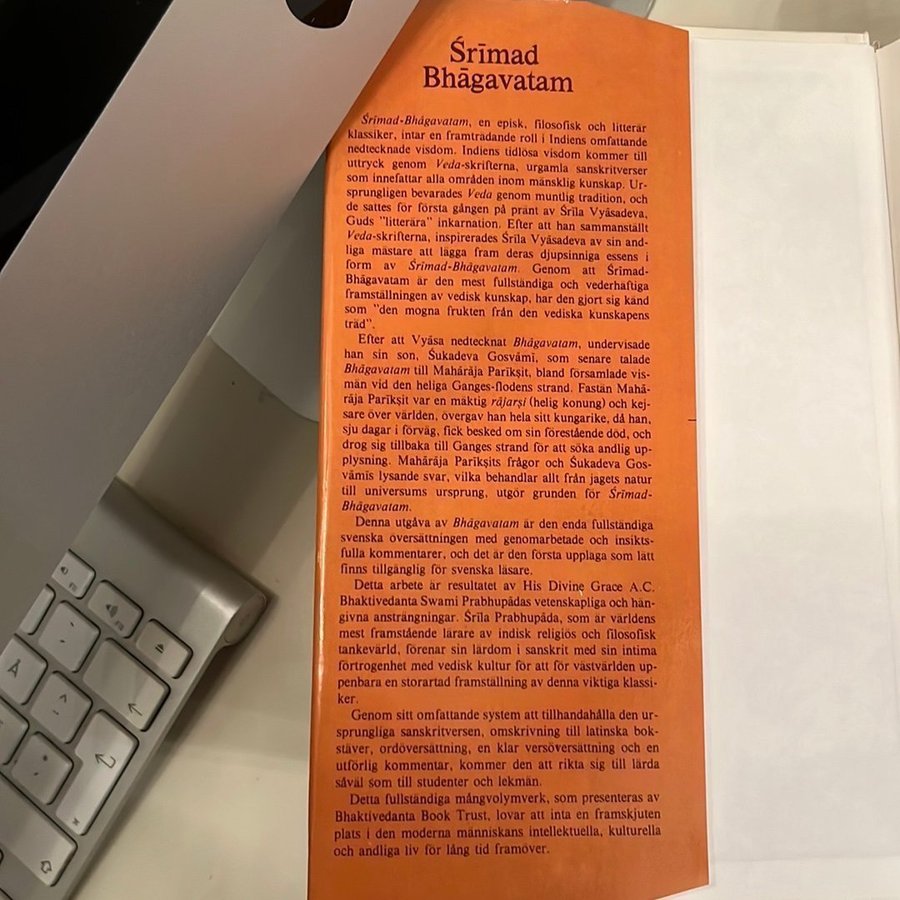 Śrīmad
Bhāgavatam
Śrīmad-Bhāgavatam, en episk, filosofisk och litterär
klassiker, intar en framträdande roll i Indiens omfattande
nedtecknade visdom. Indiens tidlösa visdom kommer till
uttryck genom Veda-skrifterna, urgamla sanskritverser
som innefattar alla områden inom mänsklig kunskap. Ur-
sprungligen bevarades Veda genom muntlig tradition, och
de sattes för första gången på pränt av Śrīla Vyāsadeva,
Guds "litterära" inkarnation. Efter att han sammanställt
Veda-skrifterna, inspirerades Śrīla Vyāsadeva av sin and-
liga mästare att lägga fram deras djupsinniga essens i
form av Śrīmad-Bhāgavatam. Genom att Śrīmad-
Bhāgavatam är den mest fullständiga och vederhäftiga
framställningen av vedisk kunskap, har den gjort sig känd
som "den mogna frukten från den vediska kunskapens
träd".
Efter att Vyāsa nedtecknat Bhāgavatam, undervisade
han sin son, Śukadeva Gosvāmī, som senare talade
Bhāgavatam till Mahārāja Parīkṣit, bland församlade vis-
män vid den heliga Ganges-flodens strand. Fastän Mahā-
rāja Parīkṣit var en mäktig rājarṣi (helig konung) och kej-
sare över världen, övergav han hela sitt kungarike, då han,
sju dagar i förväg, fick besked om sin förestående död, och
drog sig tillbaka till Ganges strand för att söka andlig up-
plysning. Mahārāja Parīkṣits frågor och Śukadeva Gos-
vāmīs lysande svar, vilka behandlar allt från jagets natur
till universums ursprung, utgör grunden för Śrīmad-
Bhāgavatam.
Denna utgåva av Bhāgavatam är den enda fullständiga
svenska översättningen med genomarbetade och insikts-
fulla kommentarer, och det är den första upplaga som lätt
finns tillgänglig för svenska läsare.
Detta arbete är resultatet av His Divine Grace A.C.
Bhaktivedanta Swami Prabhupādas vetenskapliga och hän-
givna ansträngningar. Śrīla Prabhupāda, som är världens
mest framstående lärare av indisk religiös och filosofisk
tankevärld, förenar sin lärdom i sanskrit med sin intima
förtrogenhet med vedisk kultur för att för västvärlden up-
penbara en storartad framställning av denna viktiga klassi-
ker.
Genom sitt omfattande system att tillhandahålla den ur-
sprungliga sanskritversen, omskrivning till latinska bok-
stäver, ordöversättning, en klar versöversättning och en
utförlig kommentar, kommer den att rikta sig till lärda
såväl som till studenter och lekmän.
Detta fullständiga mångvolymverk, som presenteras av
Bhaktivedanta Book Trust, lovar att inta en framskjuten
plats i den moderna människans intellektuella, kulturella
och andliga liv för lång tid framöver.
Å